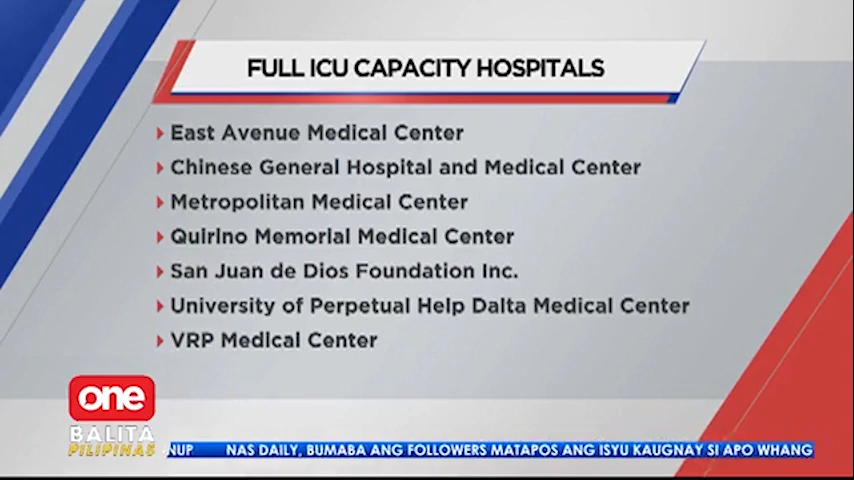 FULL ICU CAPACITY HOSPITALS
East Avenue Medical Center
Chinese General Hospital and Medical Center
Metropolitan Medical Center
Quirino Memorial Medical Center
San Juan de Dios Foundation Inc.
University of Perpetual Help Dalta Medical Center
VRP Medical Center
one
BALITA
PILIPINAS
NUP NAS DAILY, BUMABA ANG FOLLOWERS MATAPOS ANG ISYU KAUGNAY SI APO WHANG